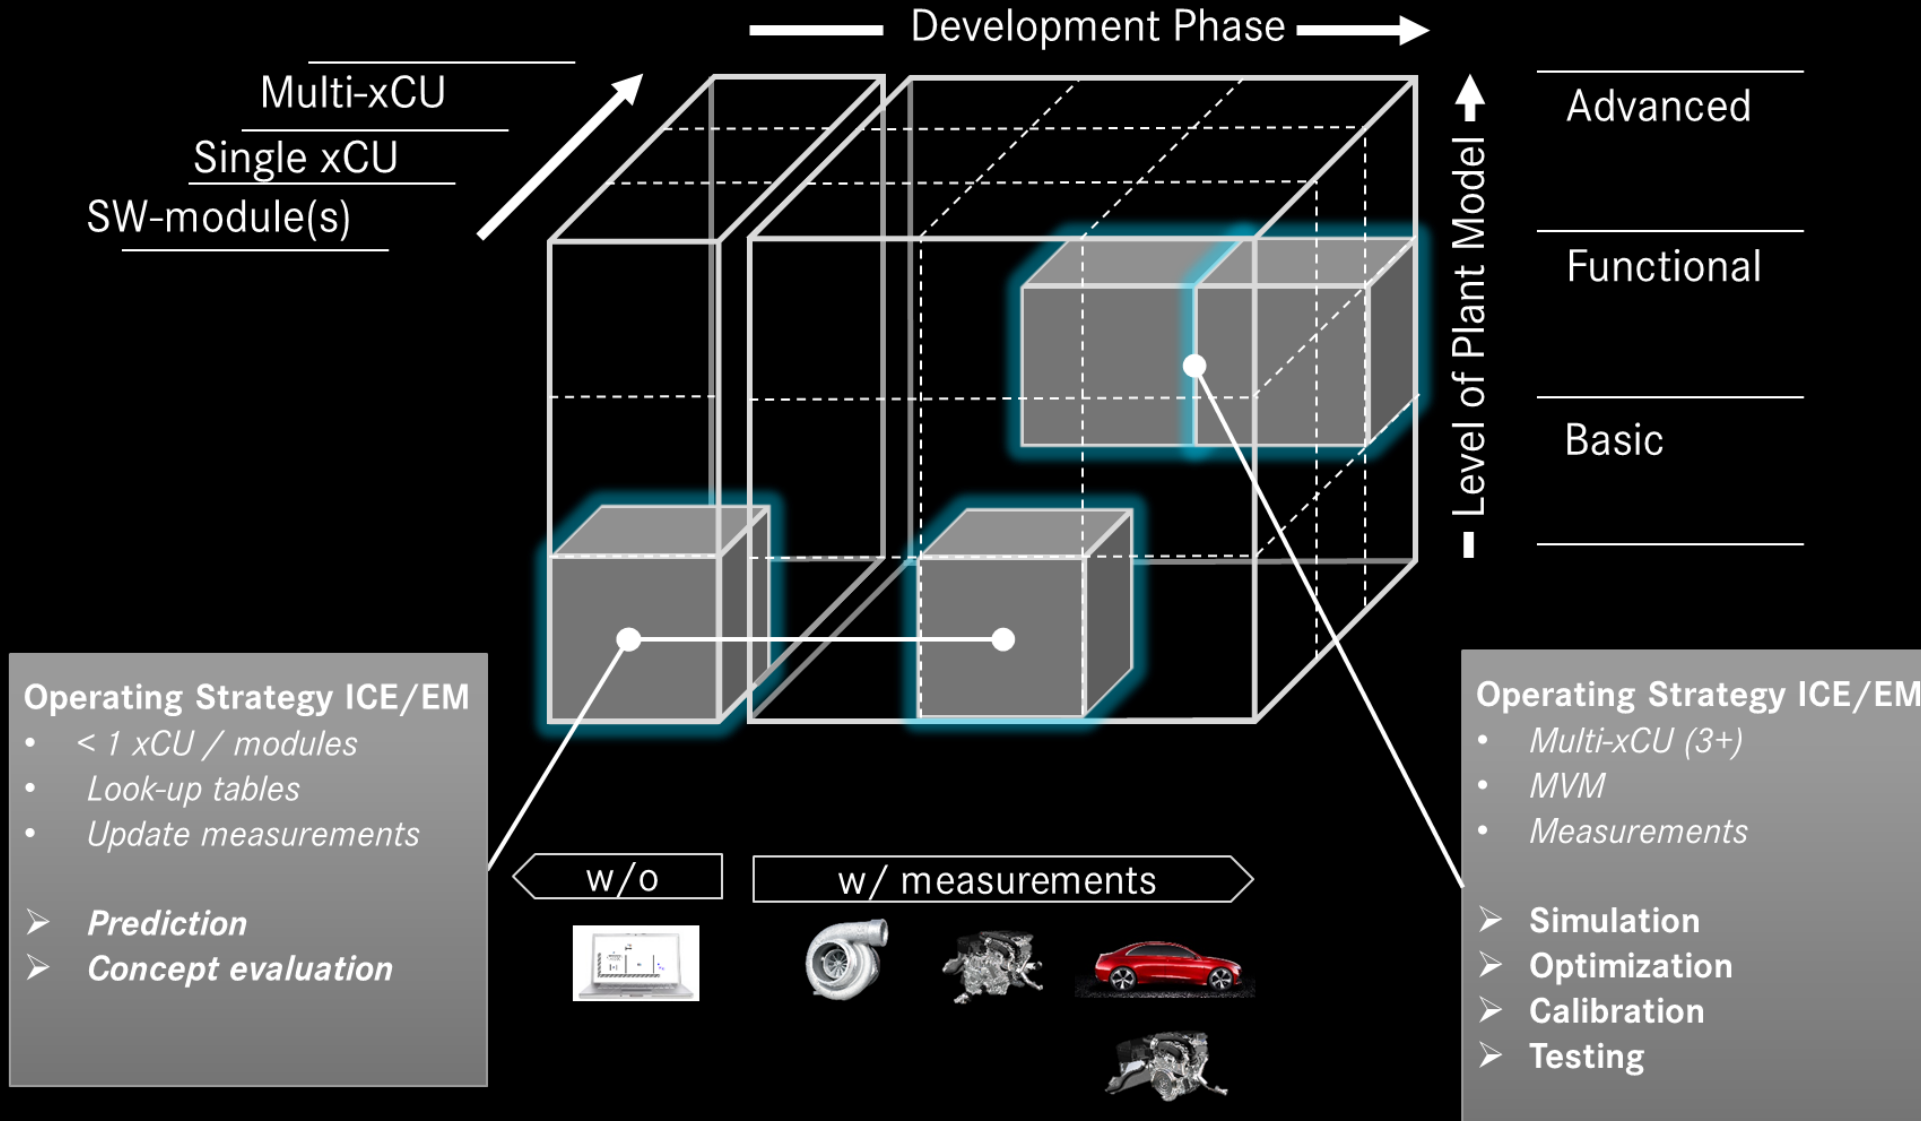 Development Phase
Multi-xCU
Single xCU
SW-module(s)
Level of Plant Model
Advanced
Functional
Basic
Operating Strategy ICE/EM
• < 1 xCU / modules
• Look-up tables
• Update measurements
➢ Prediction
➢ Concept evaluation
w/o
w/ measurements
Operating Strategy ICE/EM
• Multi-xCU (3+)
• MVM
• Measurements
➢ Simulation
➢ Optimization
➢ Calibration
➢ Testing